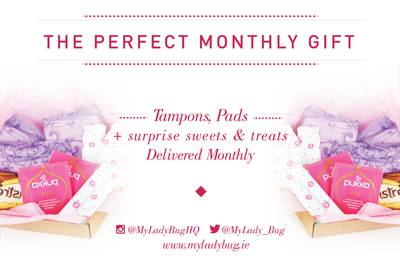 THE PERFECT MONTHLY GIFT
Tampons, Pads
+ surprise sweets & treats
Delivered Monthly
pukka
pukka
@MyLadyBugHQ @MyLady_Bug
www.myladybug.ie